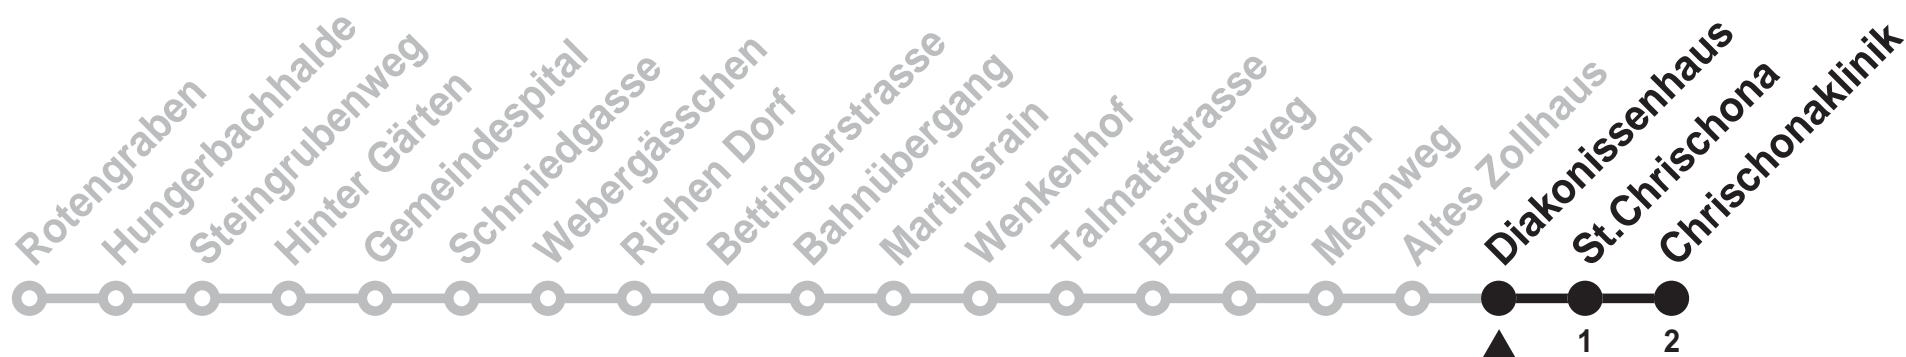 Rotengraben
Hungerbachhalde
Steingrubenweg
Hinter Gärten
Gemeindespital
Schmiedgasse
Webergässchen
Riehen Dorf
Bettingerstrasse
Bahnübergang
Martinsrain
Wenkenhof
Talmattstrasse
Bückenweg
Bettingen
Mennweg
Altes Zollhaus
Diakonissenhaus
St.Chrischona
Chrischonaklinik
1
2